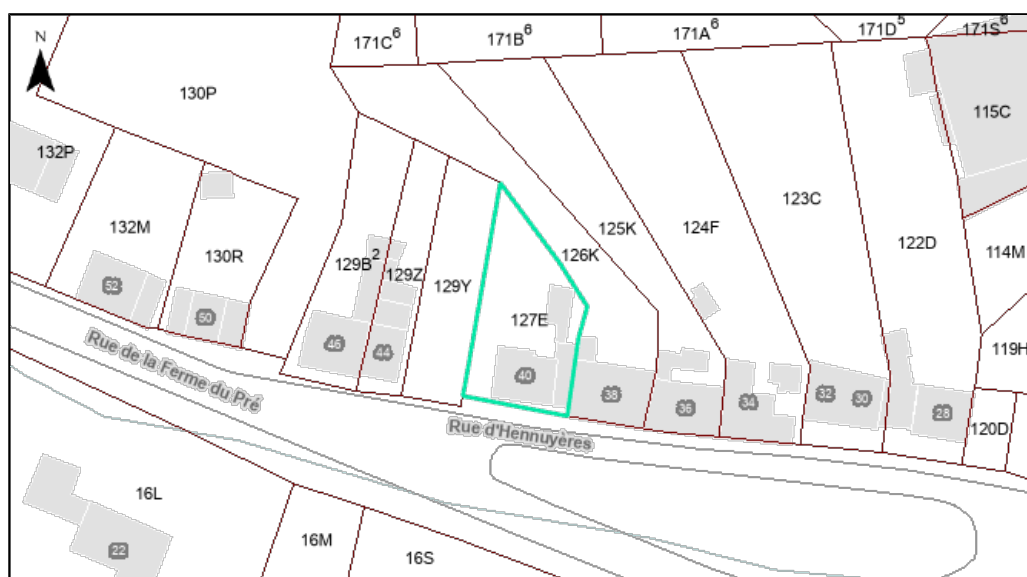 171C⁶
171B⁶
171A⁶
171D⁵
171S⁶
N
130P
115C
132P
132M
130R
129B²
129Z
129Y
126K
125K
124F
123C
122D
114M
127E
119H
52
50
46
44
40
38
36
34
32
30
28
120D
Rue de la Ferme du Pré
Rue d'Hennuyères
16L
22
16M
16S